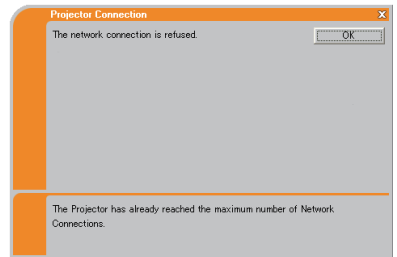 Projector Connection
The network connection is refused.
OK
The Projector has already reached the maximum number of Network
Connections.